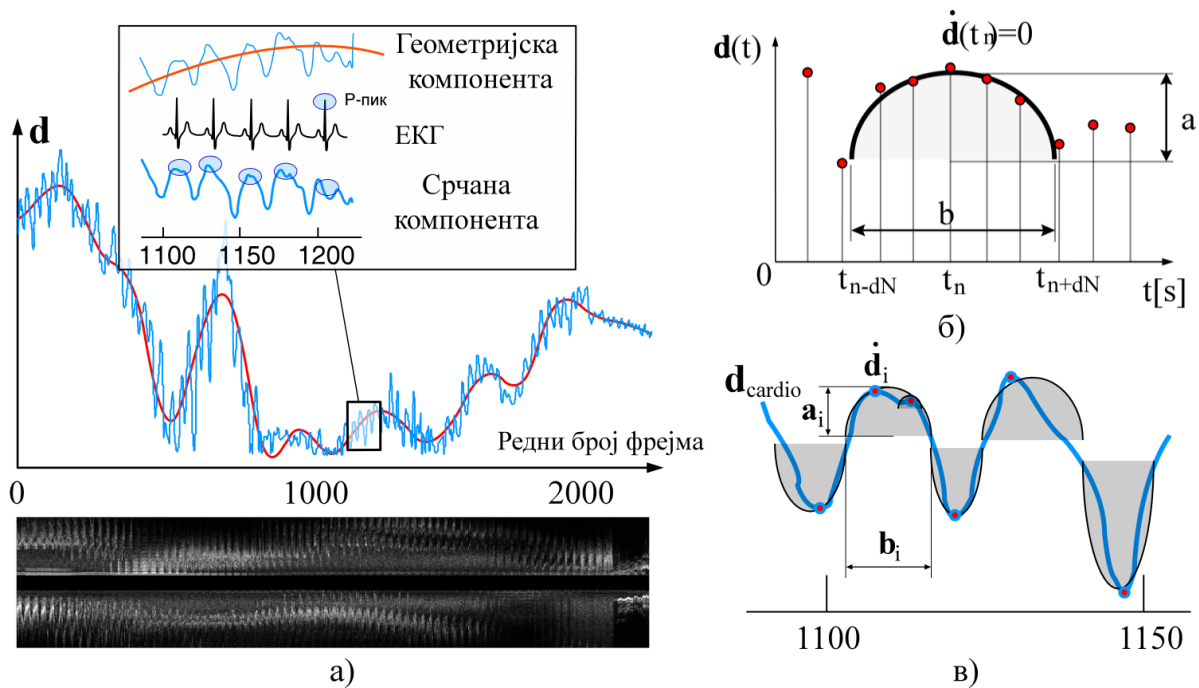 Геометријска
компонента
Р-пик
ЕКГ
Срчана
компонента
1100 1150 1200
d
Редни број фрејма
0 1000 2000
а)
d(t)
ḋ(tn)=0
a
b
0 tn-dN tn tn+dN t[s]
б)
dcardio
ḋi
ai
bi
1100 1150
в)